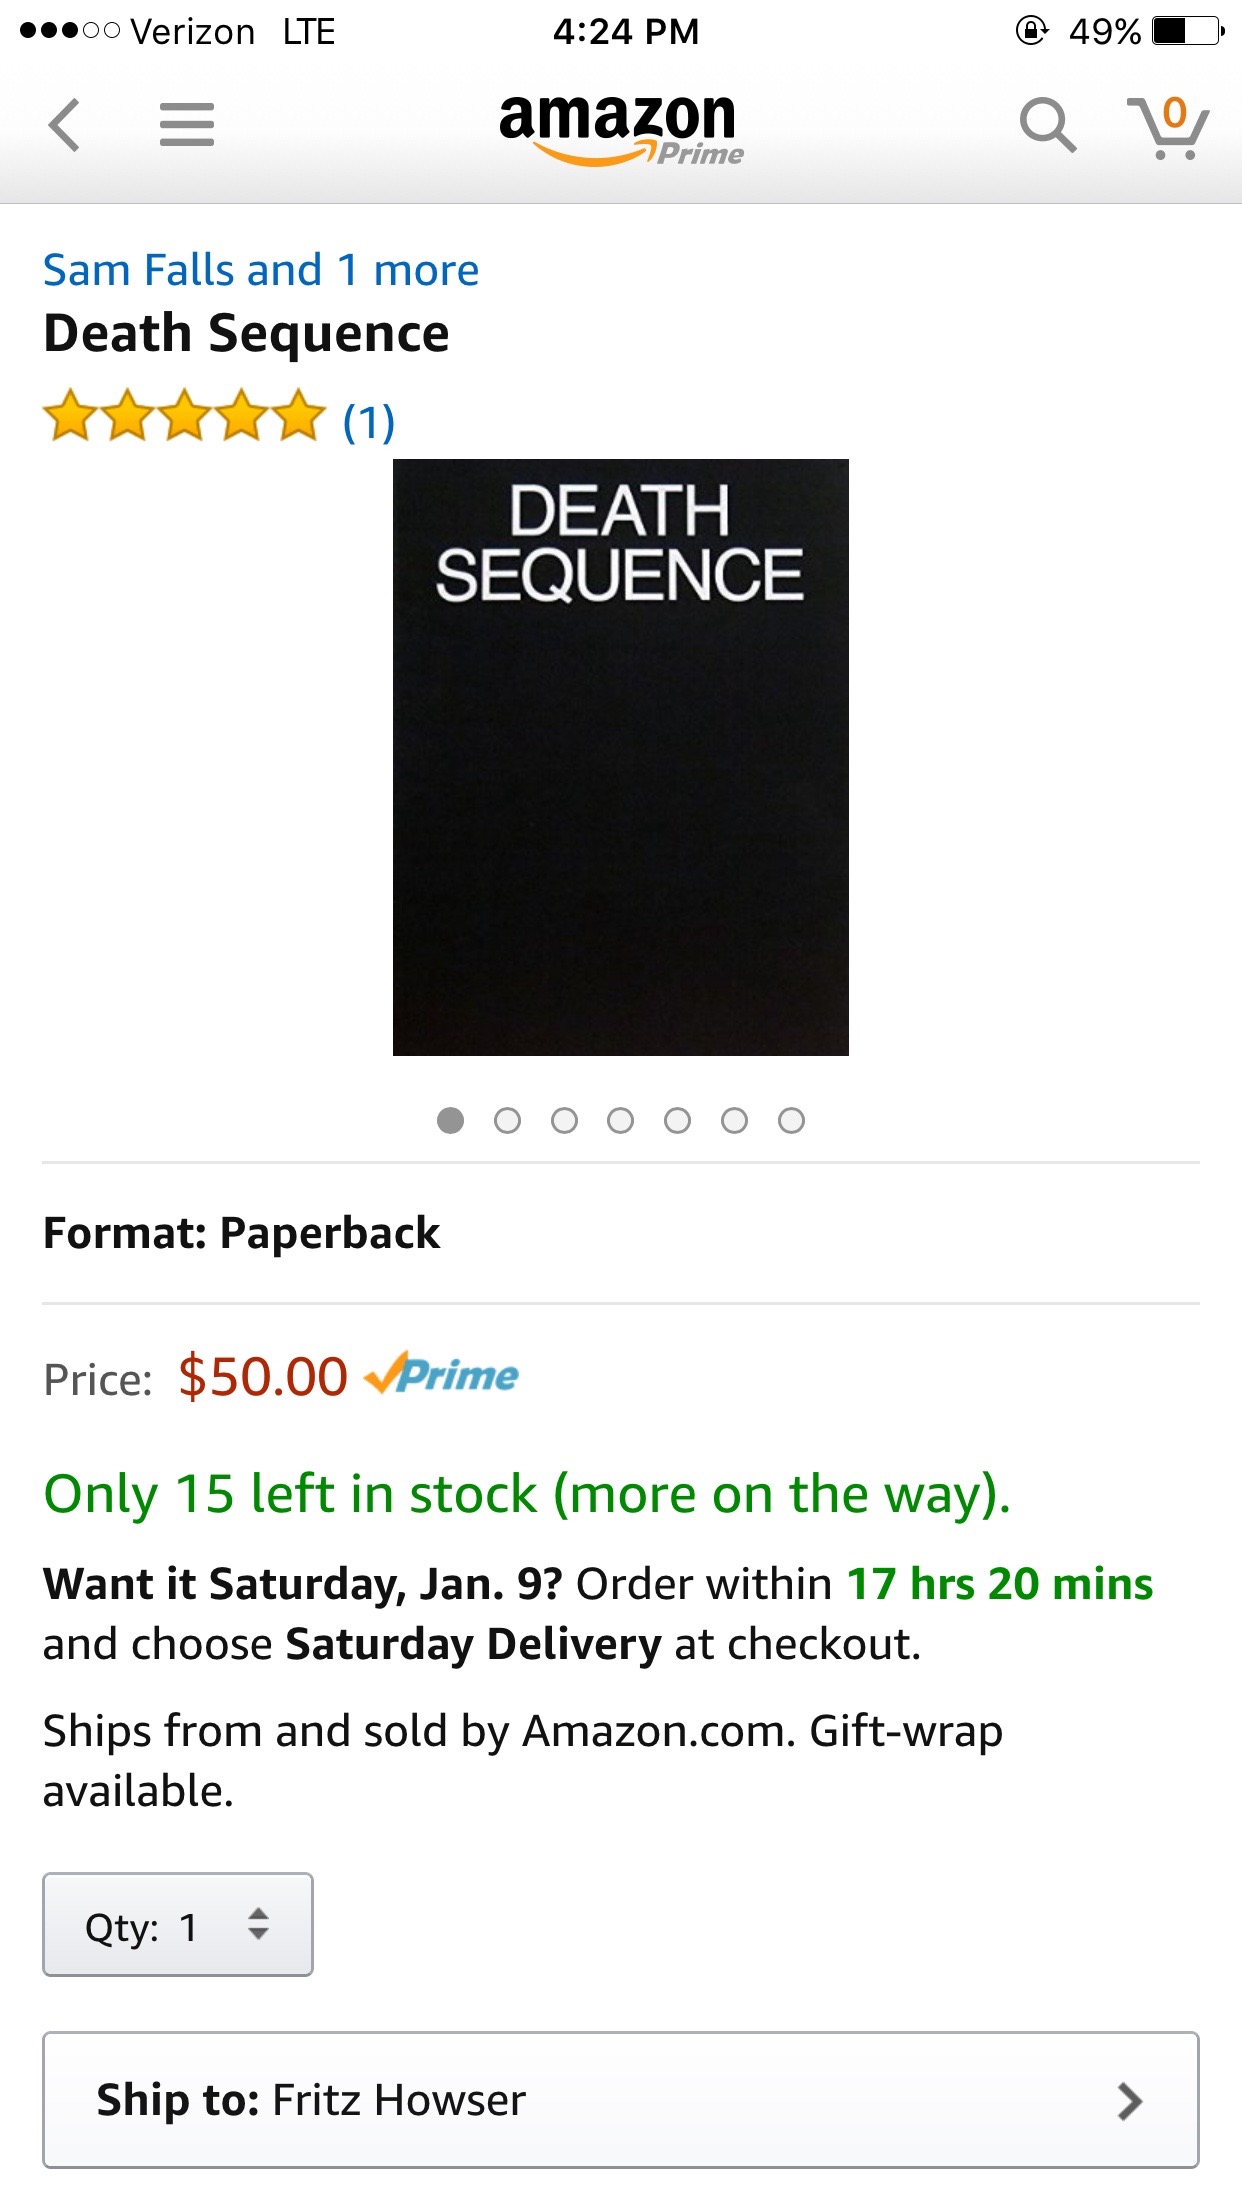 Verizon LTE 4:24 PM 49%
amazon
Prime
0
Sam Falls and 1 more
Death Sequence
(1)
DEATH
SEQUENCE
Format: Paperback
Price: $50.00 Prime
Only 15 left in stock (more on the way).
Want it Saturday, Jan. 9? Order within 17 hrs 20 mins
and choose Saturday Delivery at checkout.
Ships from and sold by Amazon.com. Gift-wrap
available.
Qty: 1
Ship to: Fritz Howser